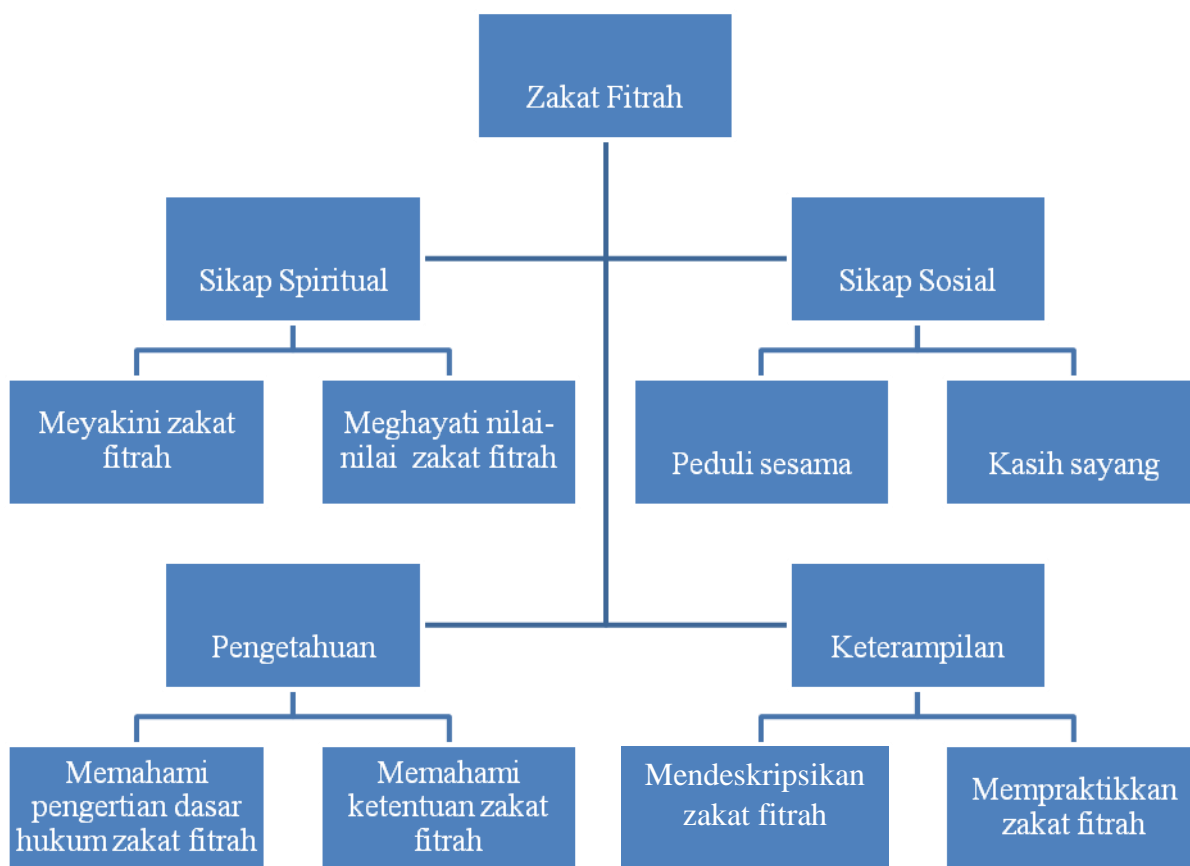 Zakat Fitrah
Sikap Spiritual
Sikap Sosial
Meyakini zakat
fitrah
Meghayati nilai-
nilai zakat fitrah
Peduli sesama
Kasih sayang
Pengetahuan
Keterampilan
Memahami
pengertian dasar
hukum zakat fitrah
Memahami
ketentuan zakat
fitrah
Mendeskripsikan
zakat fitrah
Mempraktikkan
zakat fitrah